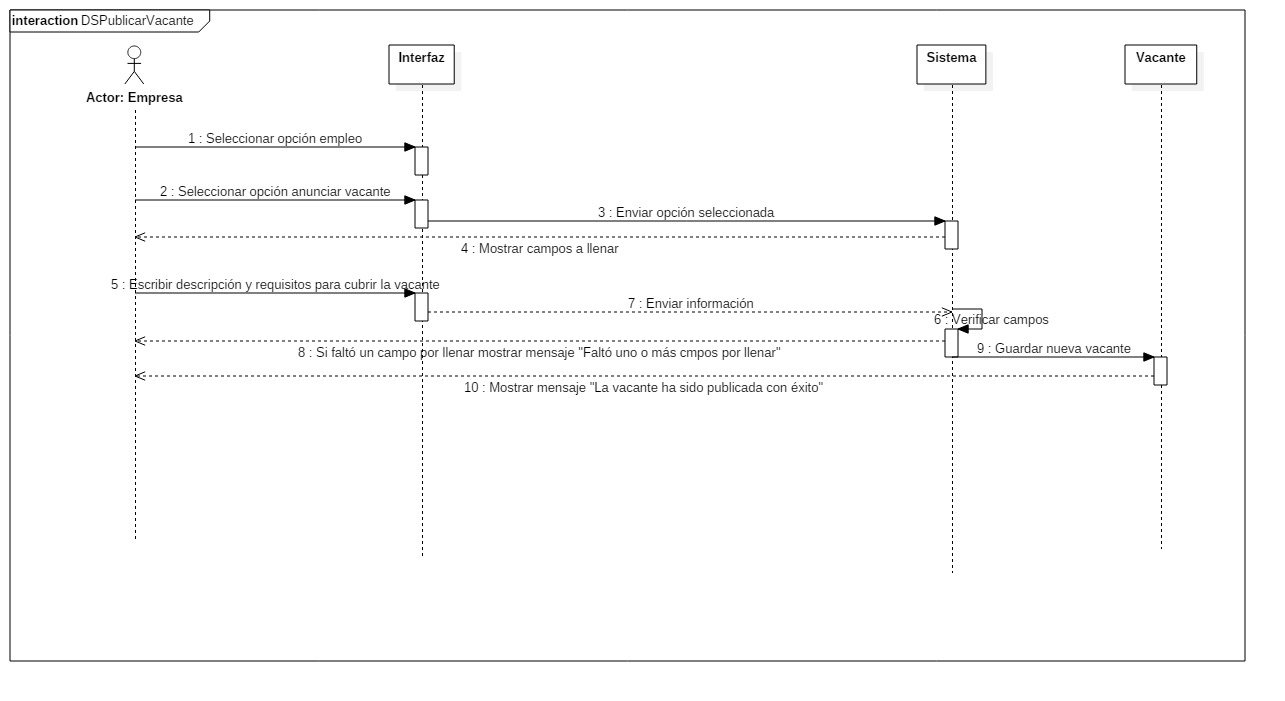 interaction DSPublicarVacante
Interfaz
Sistema
Vacante
Actor: Empresa
1 : Seleccionar opción empleo
2 : Seleccionar opción anunciar vacante
3 : Enviar opción seleccionada
4 : Mostrar campos a llenar
5 : Escribir descripción y requisitos para cubrir la vacante
7 : Enviar información
6 : Verificar campos
8 : Si faltó un campo por llenar mostrar mensaje "Faltó uno o más cmpos por llenar"
9 : Guardar nueva vacante
10 : Mostrar mensaje "La vacante ha sido publicada con éxito"